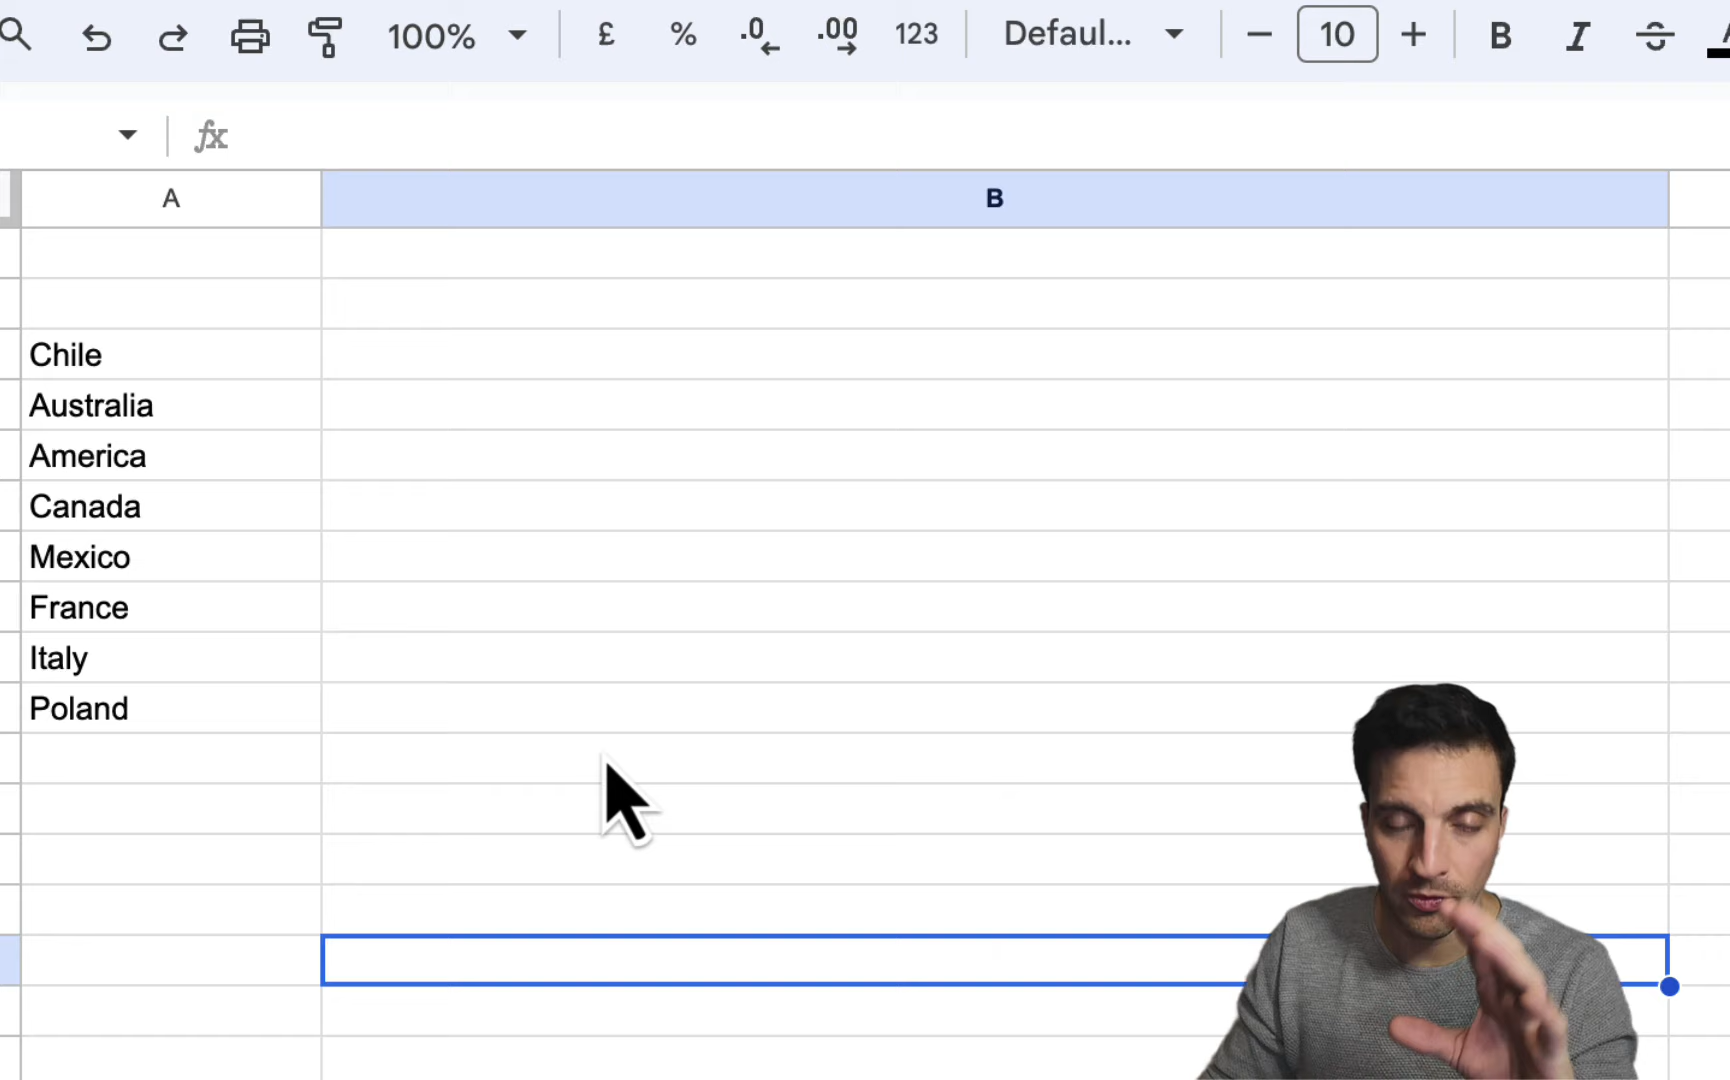 100% £ % .0 .00 123 Defaul... 10 B I S
fx
A B
Chile
Australia
America
Canada
Mexico
France
Italy
Poland